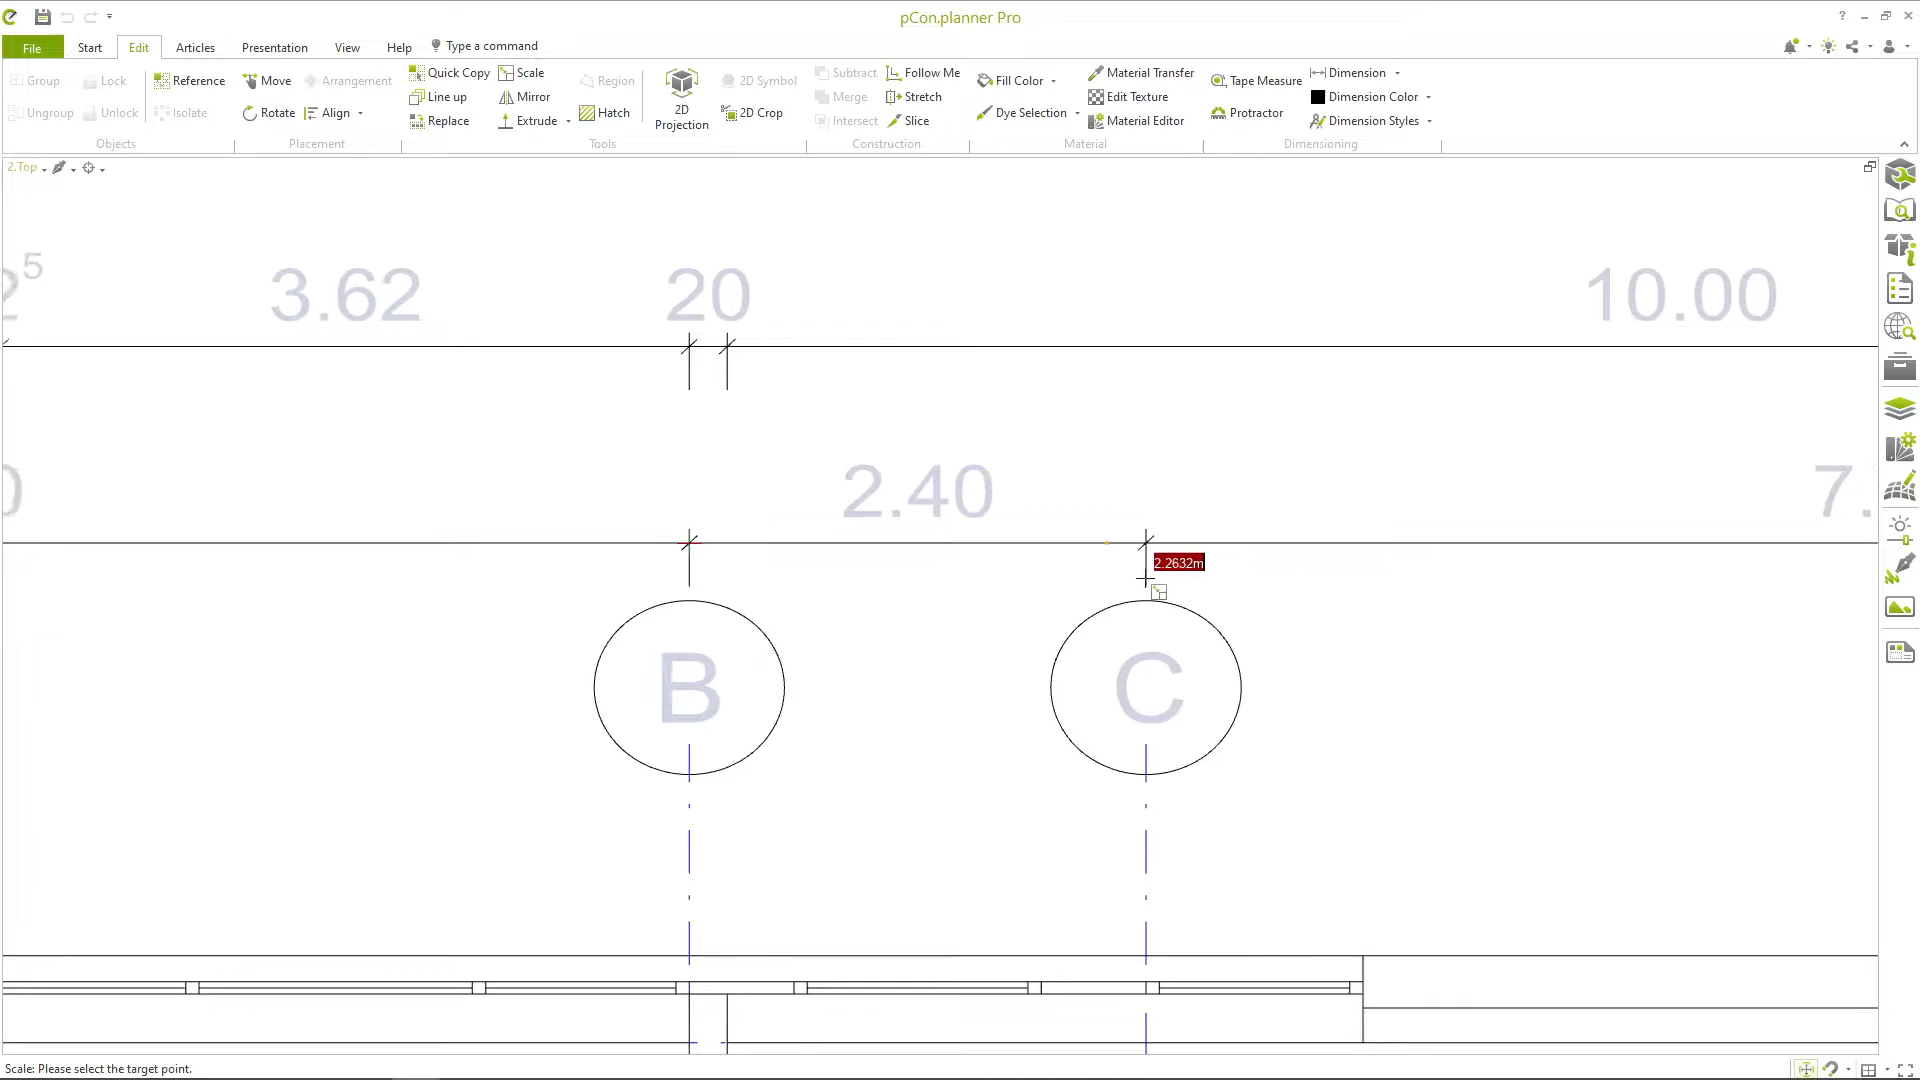 pCon.planner Pro
?
File Start Edit Articles Presentation View Help Type a command
Group Lock Reference Move Arrangement Quick Copy Scale Region 2D Symbol Subtract Follow Me Fill Color Material Transfer Tape Measure Dimension
Line up Mirror 2D Projection Merge Stretch Edit Texture Dimension Color
Ungroup Unlock Isolate Rotate Align Replace Extrude Hatch 2D Crop Intersect Slice Dye Selection Material Editor Protractor Dimension Styles
Objects Placement Tools Construction Material Dimensioning
2.Top
2⁵ 3.62 20 10.00
0 2.40 7.
2.2632m
B C
Scale: Please select the target point.